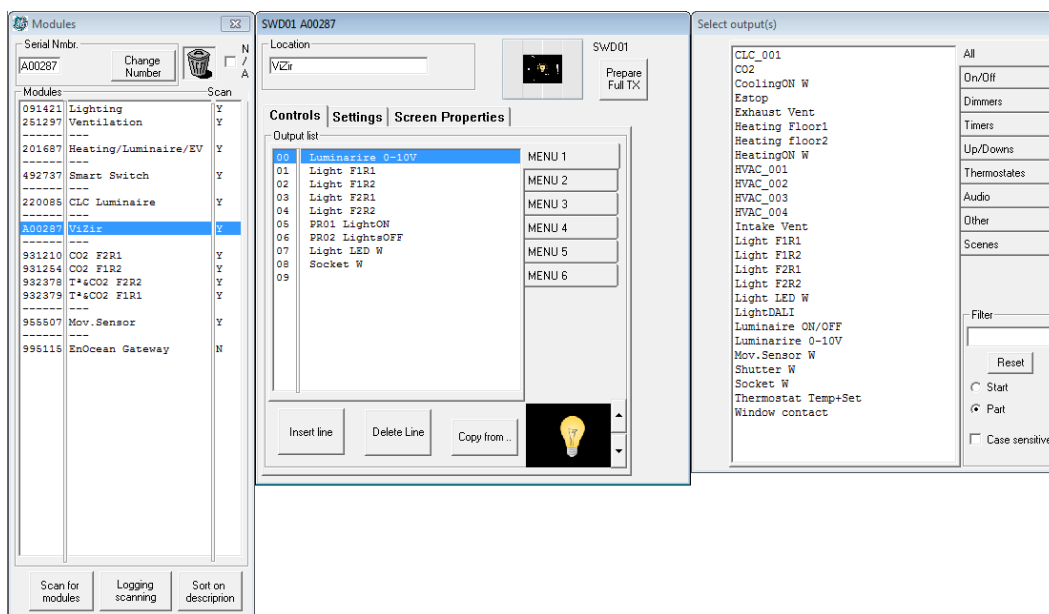 Modules
Serial Nmbr.
A00287
Change Number
N / A
Modules Scan
091421 Lighting Y
251297 Ventilation Y
------ ---
201687 Heating/Luminaire/EV Y
------ ---
492737 Smart Switch Y
------ ---
220085 CLC Luminaire Y
------ ---
A00287 ViZir Y
------ ---
931210 CO2 F2R1 Y
931254 CO2 F1R2 Y
932378 Tª&CO2 F2R2 Y
932379 Tª&CO2 F1R1 Y
------ ---
955507 Mov.Sensor Y
------ ---
995115 EnOcean Gateway N
Scan for modules
Logging scanning
Sort on descriprion
SWD01 A00287
Location
ViZir
SWD01
Prepare Full TX
Controls Settings Screen Properties
Output list
00 Luminarire 0-10V
01 Light F1R1
02 Light F1R2
03 Light F2R1
04 Light F2R2
05 PR01 LightON
06 PR02 LightsOFF
07 Light LED W
08 Socket W
09
MENU 1
MENU 2
MENU 3
MENU 4
MENU 5
MENU 6
Insert line
Delete Line
Copy from ..
Select output(s)
CLC_001
CO2
CoolingON W
Estop
Exhaust Vent
Heating Floor1
Heating floor2
HeatingON W
HVAC_001
HVAC_002
HVAC_003
HVAC_004
Intake Vent
Light F1R1
Light F1R2
Light F2R1
Light F2R2
Light LED W
LightDALI
Luminaire ON/OFF
Luminarire 0-10V
Mov.Sensor W
Shutter W
Socket W
Thermostat Temp+Set
Window contact
All
On/Off
Dimmers
Timers
Up/Downs
Thermostates
Audio
Other
Scenes
Filter
Reset
Start
Part
Case sensitive